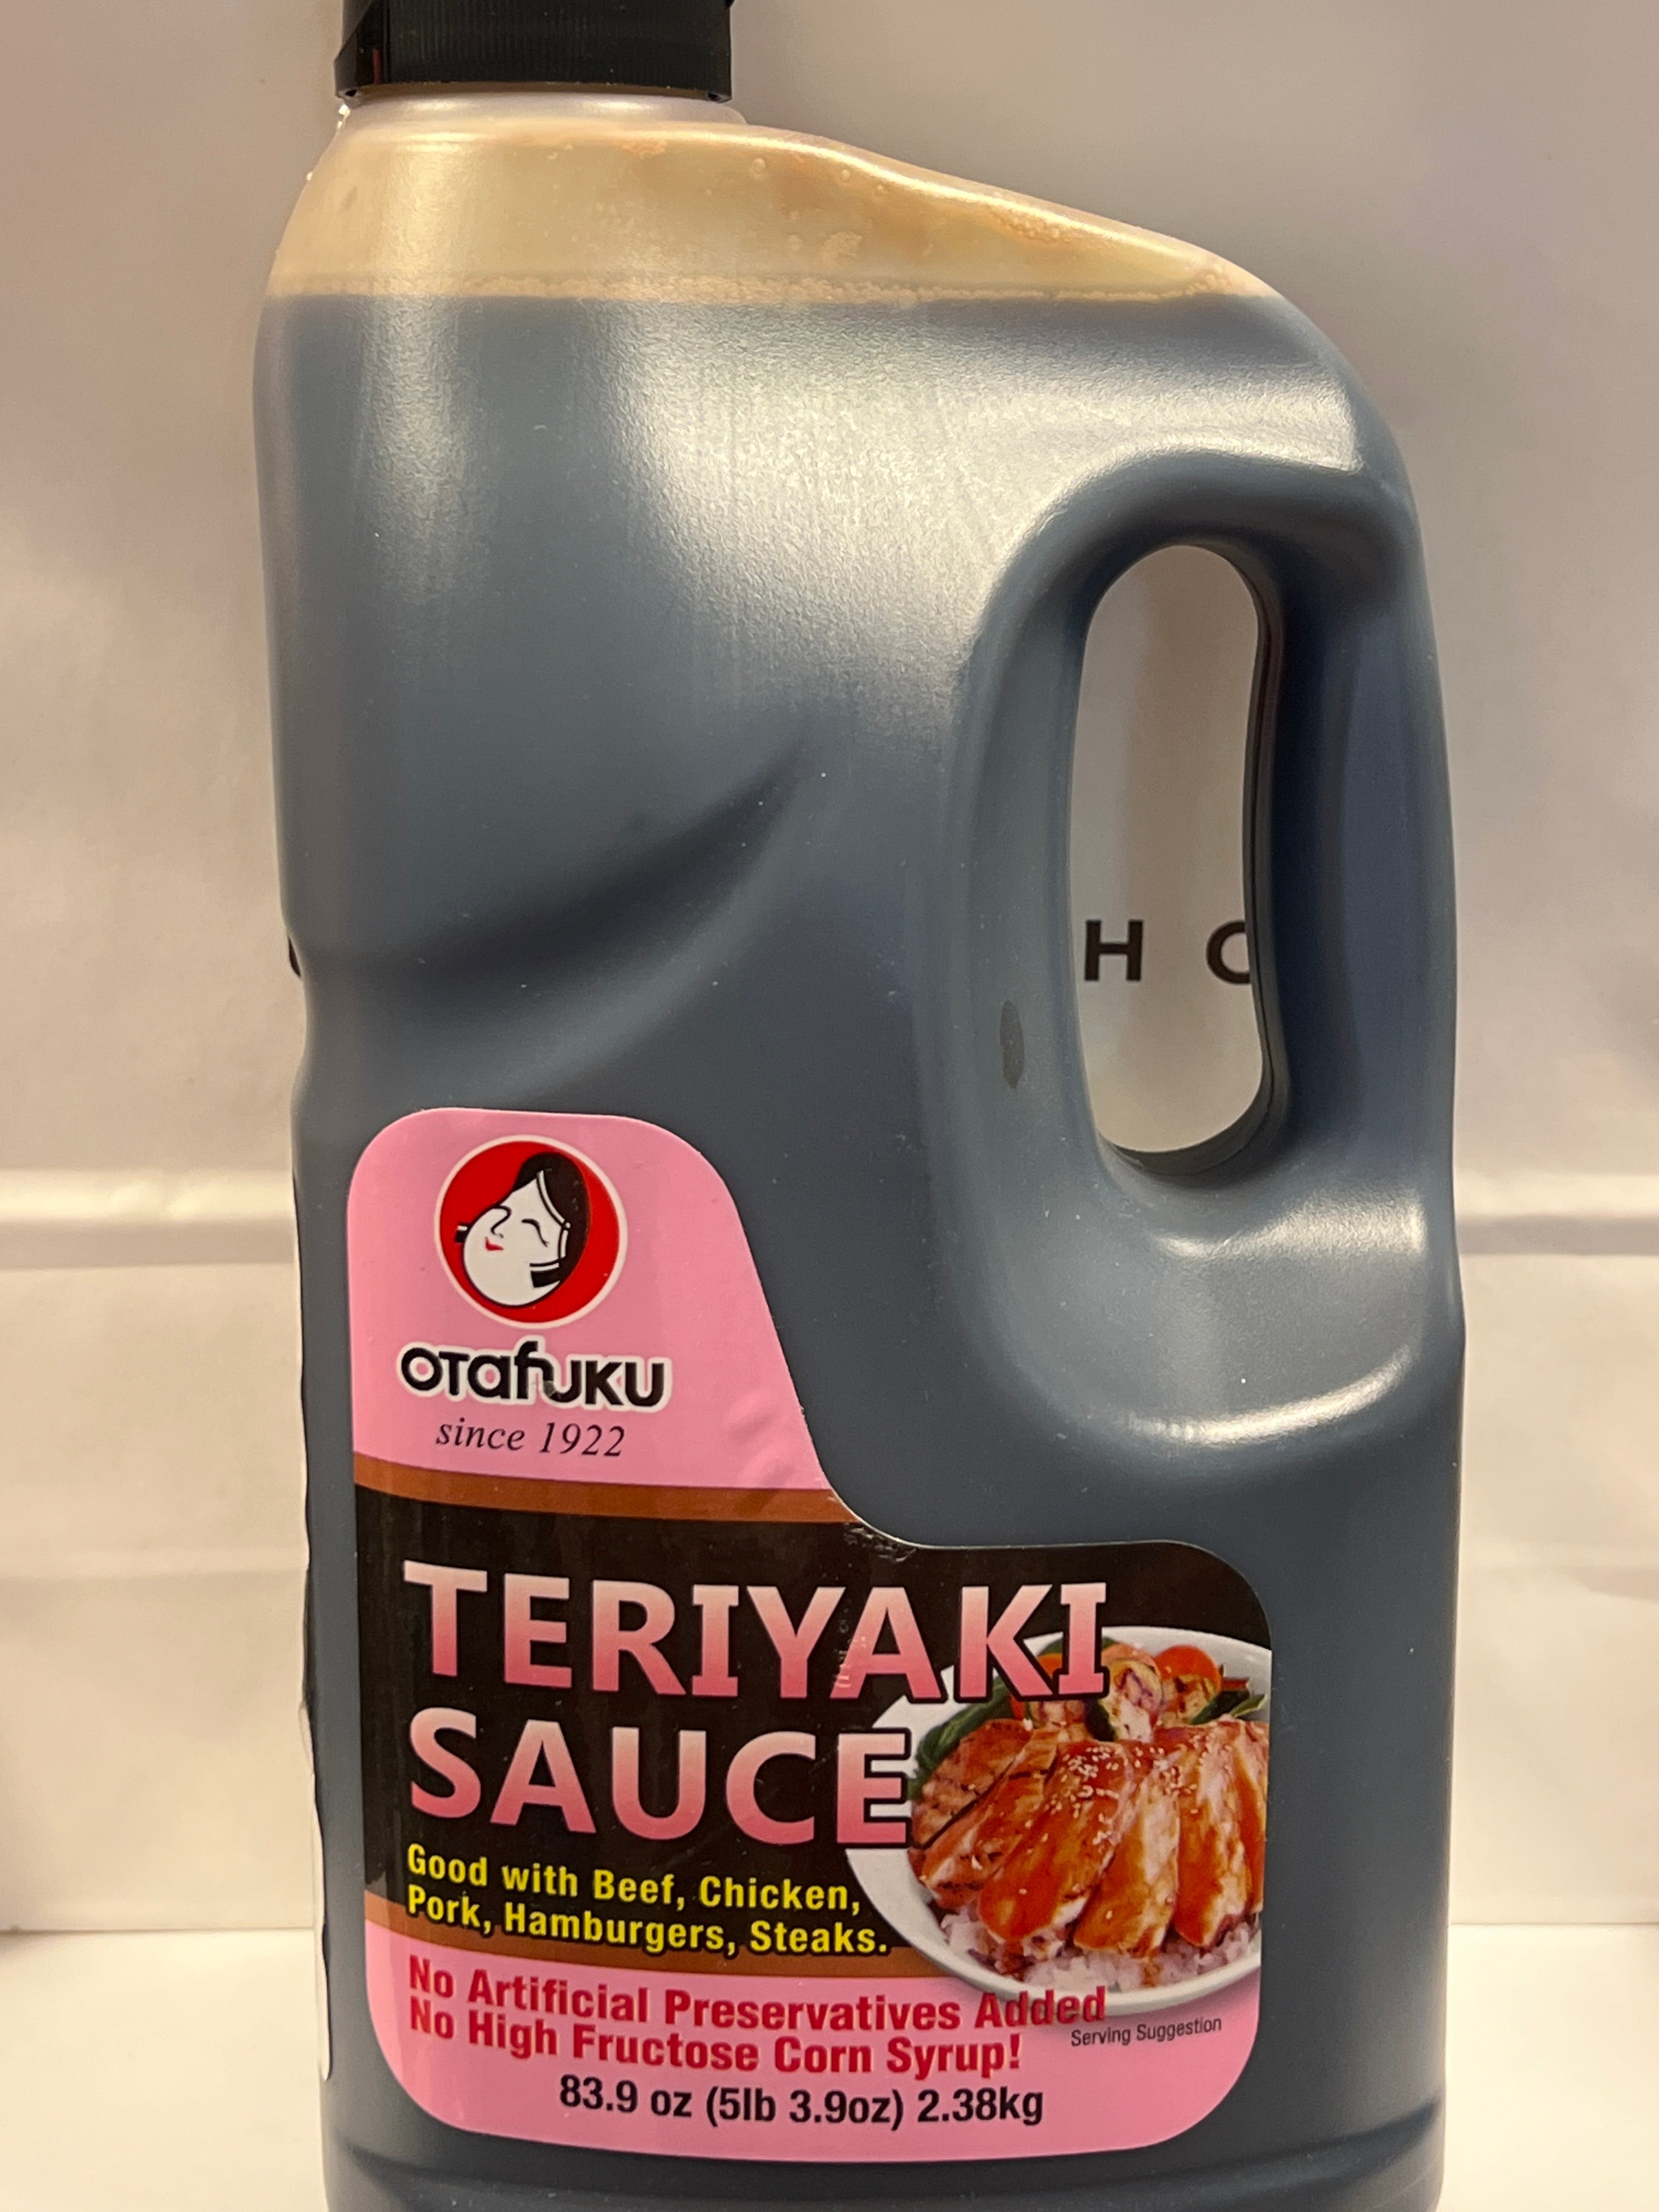 H O
OTafuKU
since 1922
TERIYAKI
SAUCE
Good with Beef, Chicken,
Pork, Hamburgers, Steaks.
No Artificial Preservatives Added
No High Fructose Corn Syrup!
Serving Suggestion
83.9 oz (5lb 3.9oz) 2.38kg